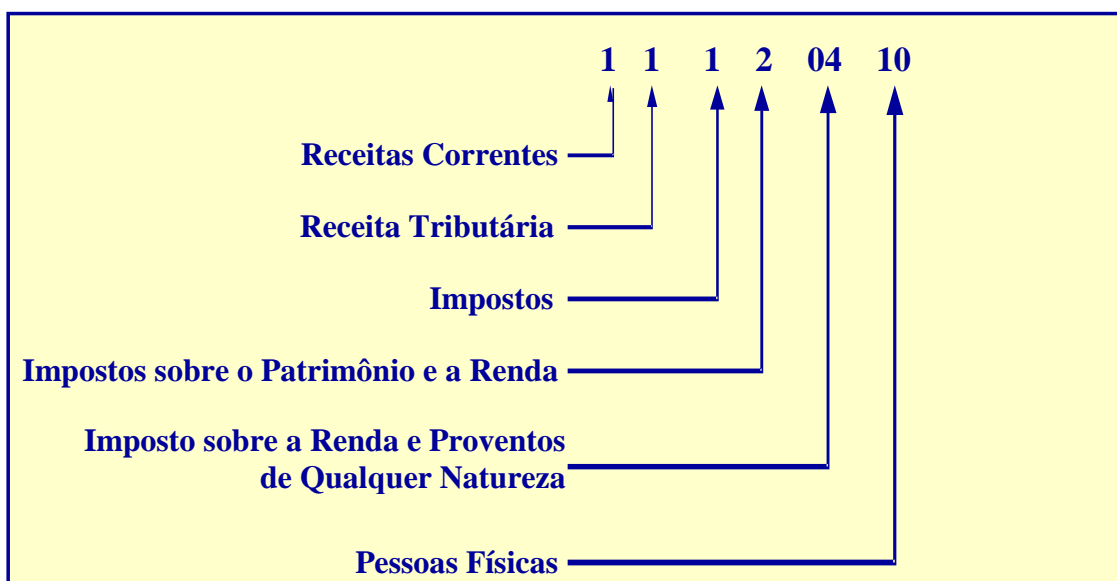 1 1 1 2 04 10
Receitas Correntes
Receita Tributária
Impostos
Impostos sobre o Patrimônio e a Renda
Imposto sobre a Renda e Proventos
de Qualquer Natureza
Pessoas Físicas